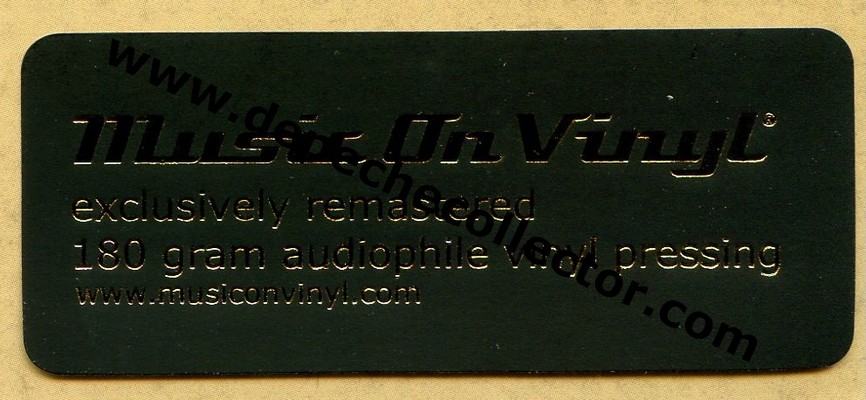 Music On Vinyl®
exclusively remastered
180 gram audiophile vinyl pressing
www.musiconvinyl.com
www.depechecollector.com